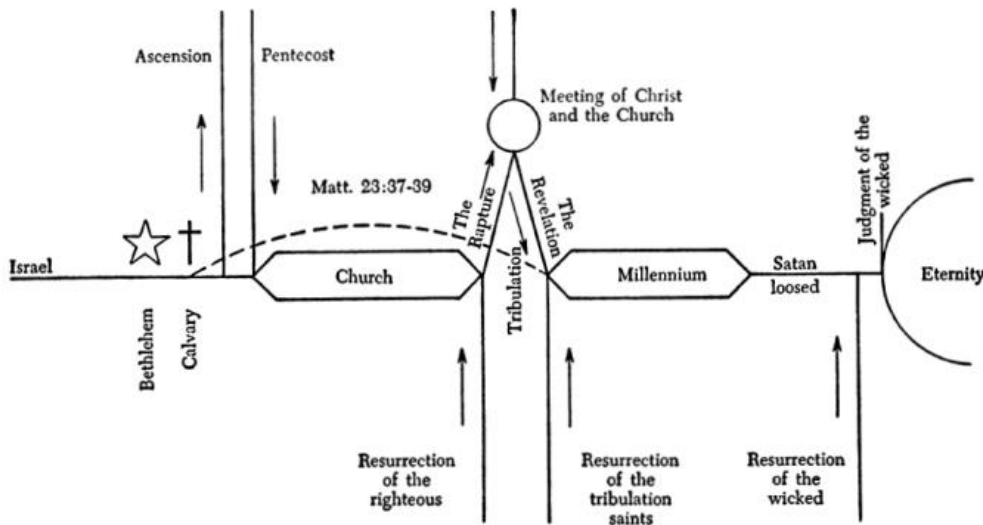 Ascension
Pentecost
Meeting of Christ
and the Church
Matt. 23:37-39
The
Rapture
The
Revelation
Judgment of the
wicked
Israel
Church
Tribulation
Millennium
Satan
loosed
Eternity
Bethlehem
Calvary
Resurrection
of the
righteous
Resurrection
of the
tribulation
saints
Resurrection
of the
wicked